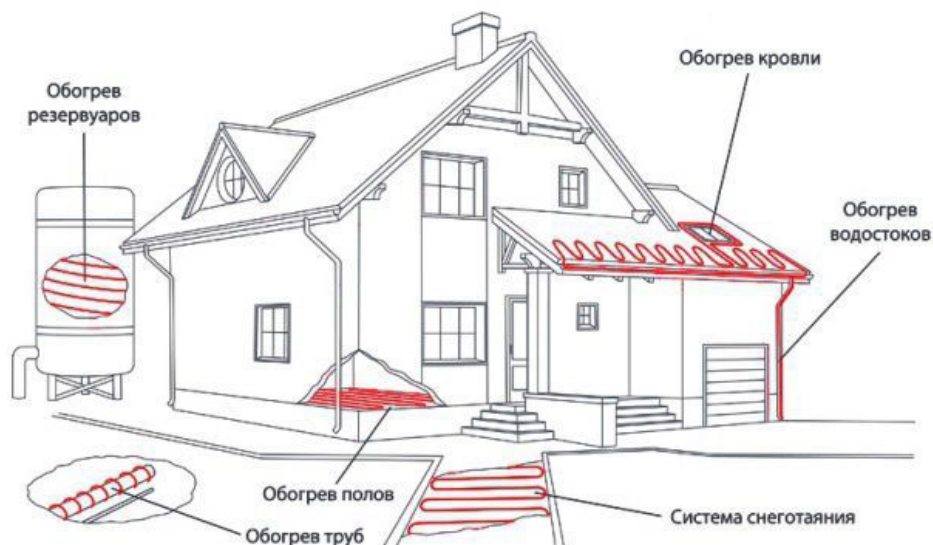 Обогрев
резервуаров
Обогрев кровли
Обогрев
водостоков
Обогрев полов
Обогрев труб
Система снеготаяния